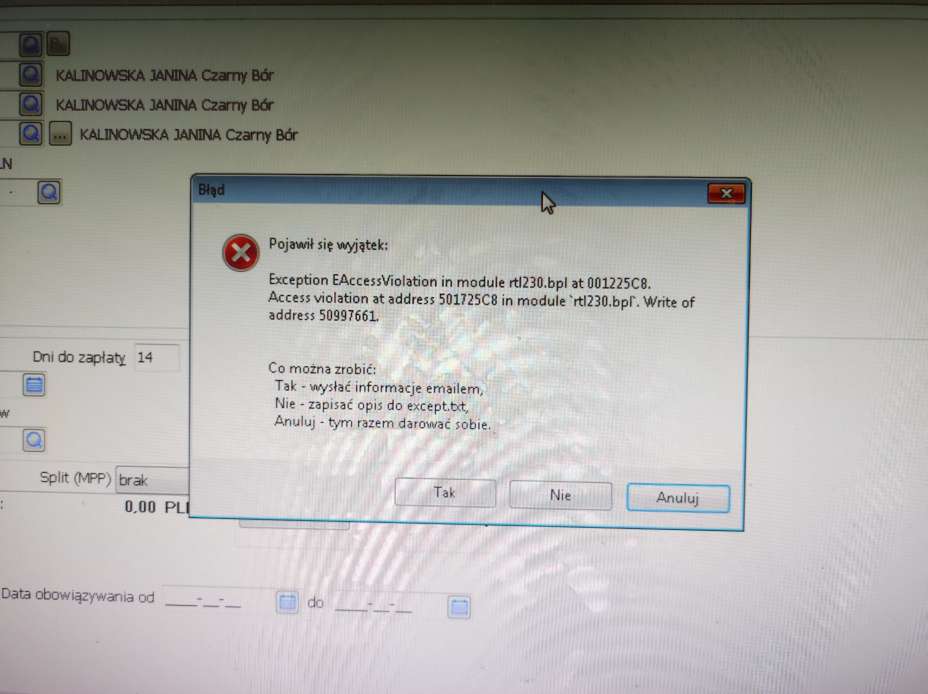 KALINOWSKA JANINA Czarny Bór
KALINOWSKA JANINA Czarny Bór
... KALINOWSKA JANINA Czarny Bór
LN
-
Błąd
Pojawił się wyjątek:
Exception EAccessViolation in module rtl230.bpl at 001225C8.
Access violation at address 501725C8 in module 'rtl230.bpl'. Write of
address 50997661.
Co można zrobić:
Tak - wysłać informacje emailem,
Nie - zapisać opis do except.txt,
Anuluj - tym razem darować sobie.
Tak Nie Anuluj
Dni do zapłaty 14
w
Split (MPP) brak
: 0.00 PLN
Data obowiązywania od __-_-_ do __-_-_